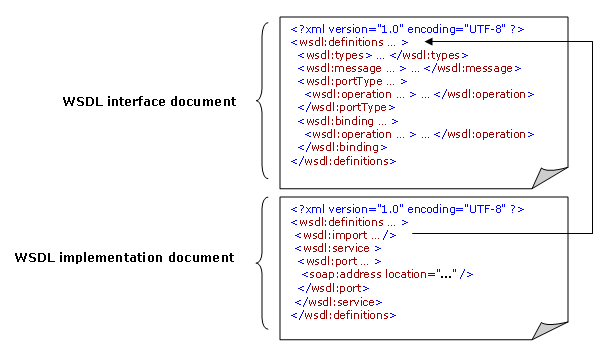 <?xml version="1.0" encoding="UTF-8" ?>
<wsdl:definitions ... >
<wsdl:types> ... </wsdl:types>
<wsdl:message ... > ... </wsdl:message>
<wsdl:portType ... >
<wsdl:operation ... > ... </wsdl:operation>
</wsdl:portType>
<wsdl:binding ... >
<wsdl:operation ... > ... </wsdl:operation>
</wsdl:binding>
</wsdl:definitions>
WSDL interface document
<?xml version="1.0" encoding="UTF-8" ?>
<wsdl:definitions ... >
<wsdl:import ... />
<wsdl:service >
<wsdl:port ... >
<soap:address location="..." />
</wsdl:port>
</wsdl:service>
</wsdl:definitions>
WSDL implementation document